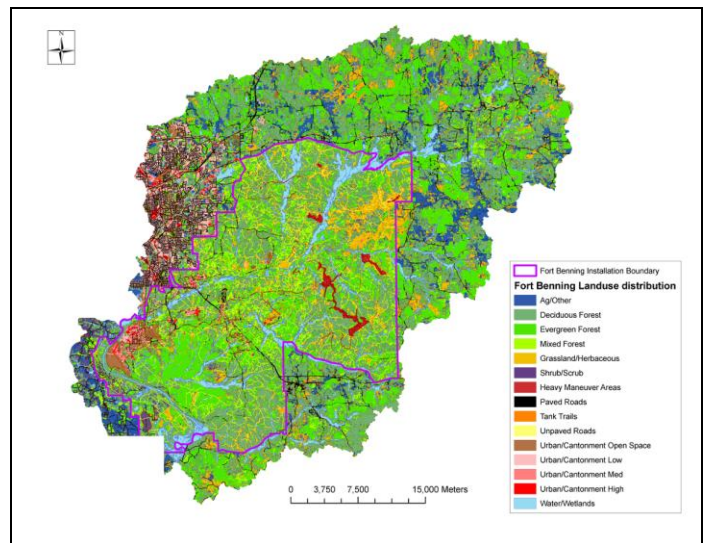 N
Fort Benning Installation Boundary
Fort Benning Landuse distribution
Ag/Other
Deciduous Forest
Evergreen Forest
Mixed Forest
Grassland/Herbaceous
Shrub/Scrub
Heavy Maneuver Areas
Paved Roads
Tank Trails
Unpaved Roads
Urban/Cantonment Open Space
Urban/Cantonment Low
Urban/Cantonment Med
Urban/Cantonment High
Water/Wetlands
0 3,750 7,500 15,000 Meters